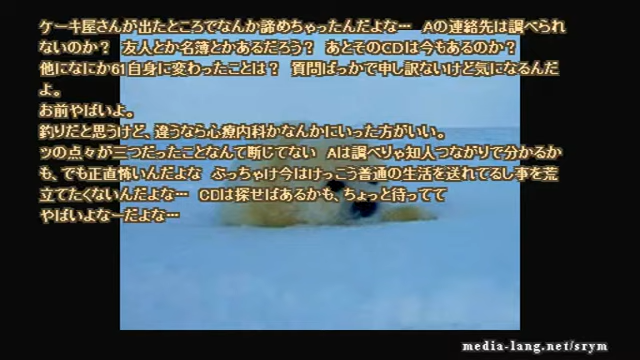 ケーキ屋さんが出たところでなんか諦めちゃったんだよな…　Aの連絡先は調べられ
ないのか？　友人とか名簿とかあるだろう？　あとそのCDは今もあるのか？
他になにか61自身に変わったことは？　質問ばっかで申し訳ないけど気になるんだ
よ。
お前やばいよ。
釣りだと思うけど、違うなら心療内科かなんかにいった方がいい。
ツの点々が三つだったことなんて断じてない　Aは調べりゃ知人つながりで分かるか
も、でも正直怖いんだよな　ぶっちゃけ今はけっこう普通の生活を送れてるし事を荒
立てたくないんだよな…　CDは探せばあるかも、ちょっと待ってて
やばいよなーだよな…
media-lang.net/srym